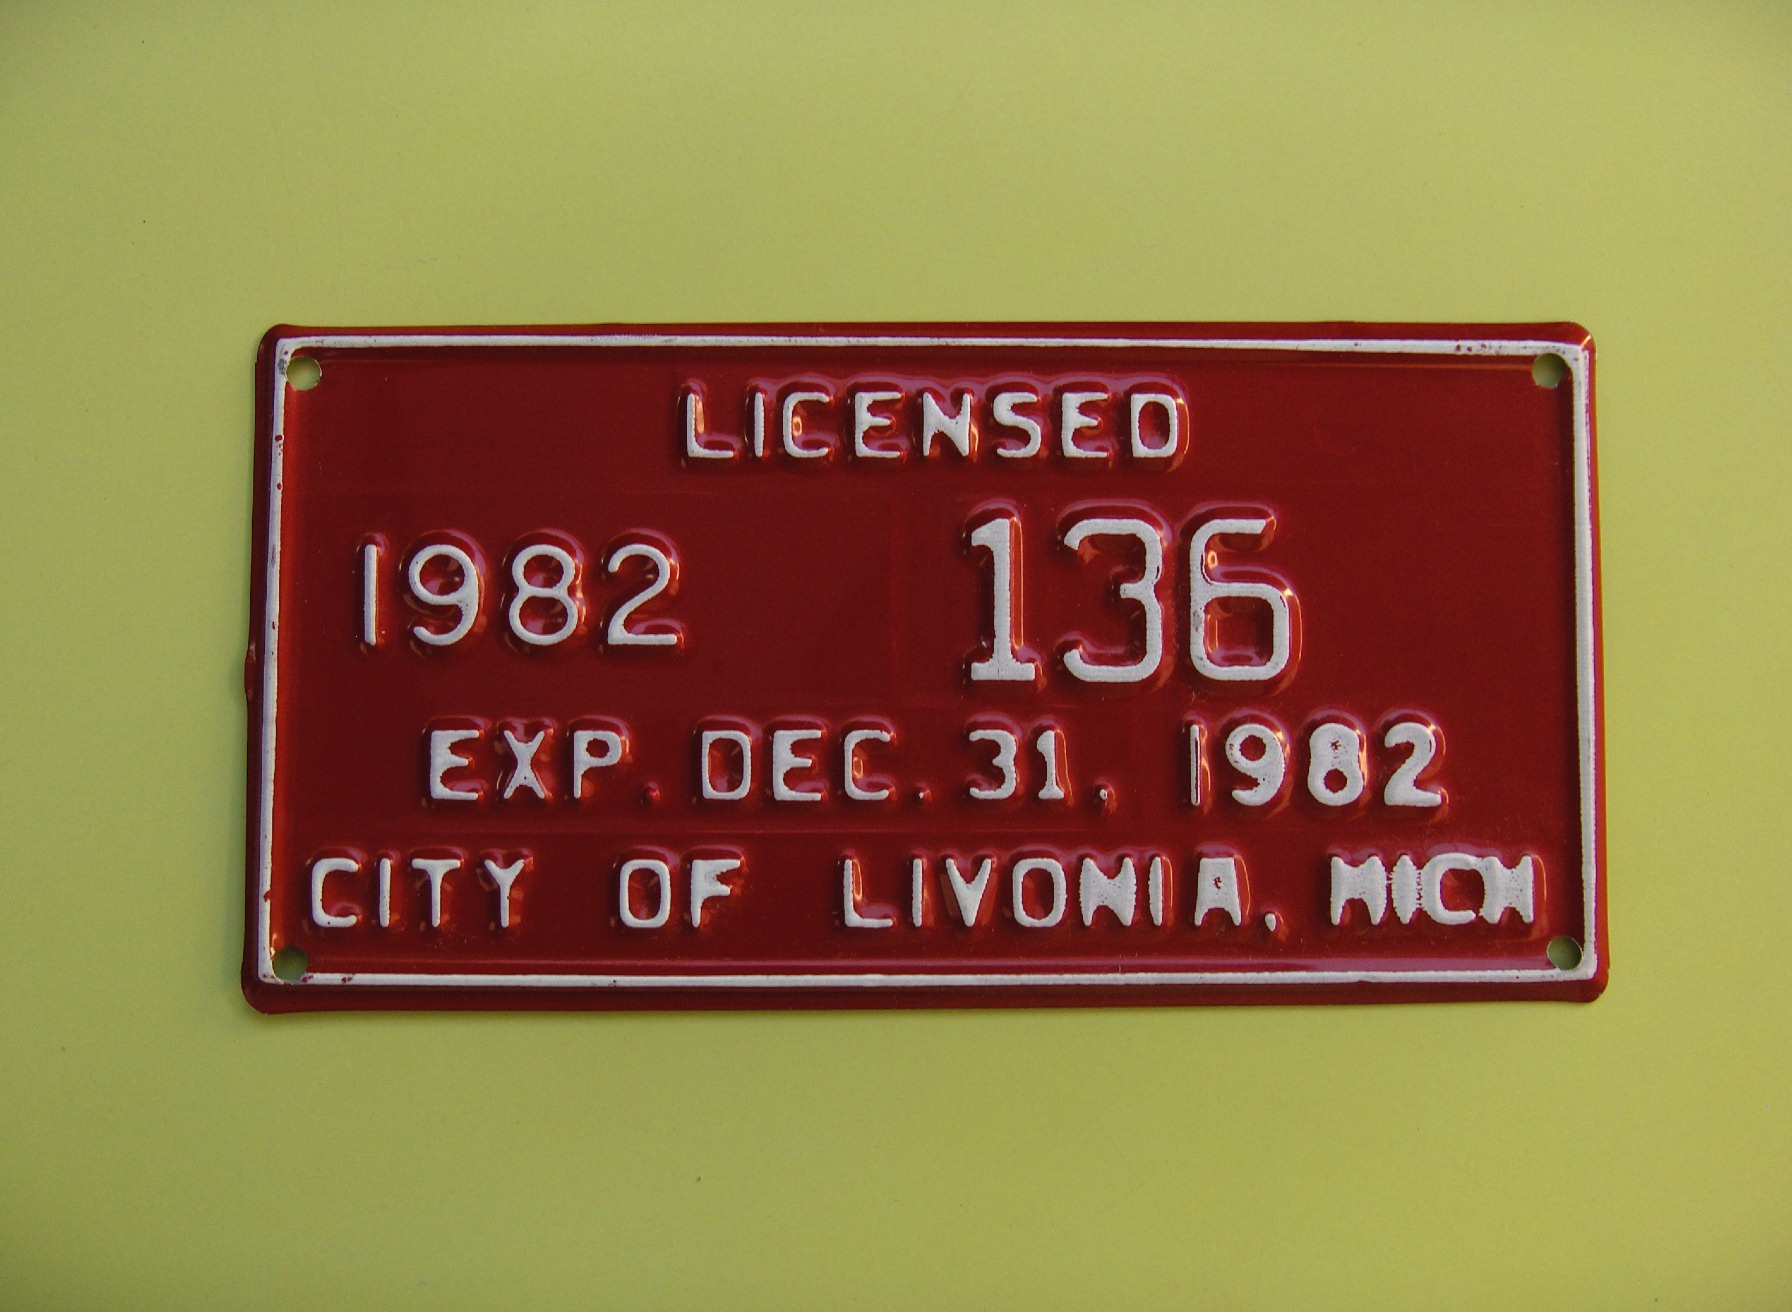 LICENSED
1982 136
EXP. DEC. 31, 1982
CITY OF LIVONIA, MICH